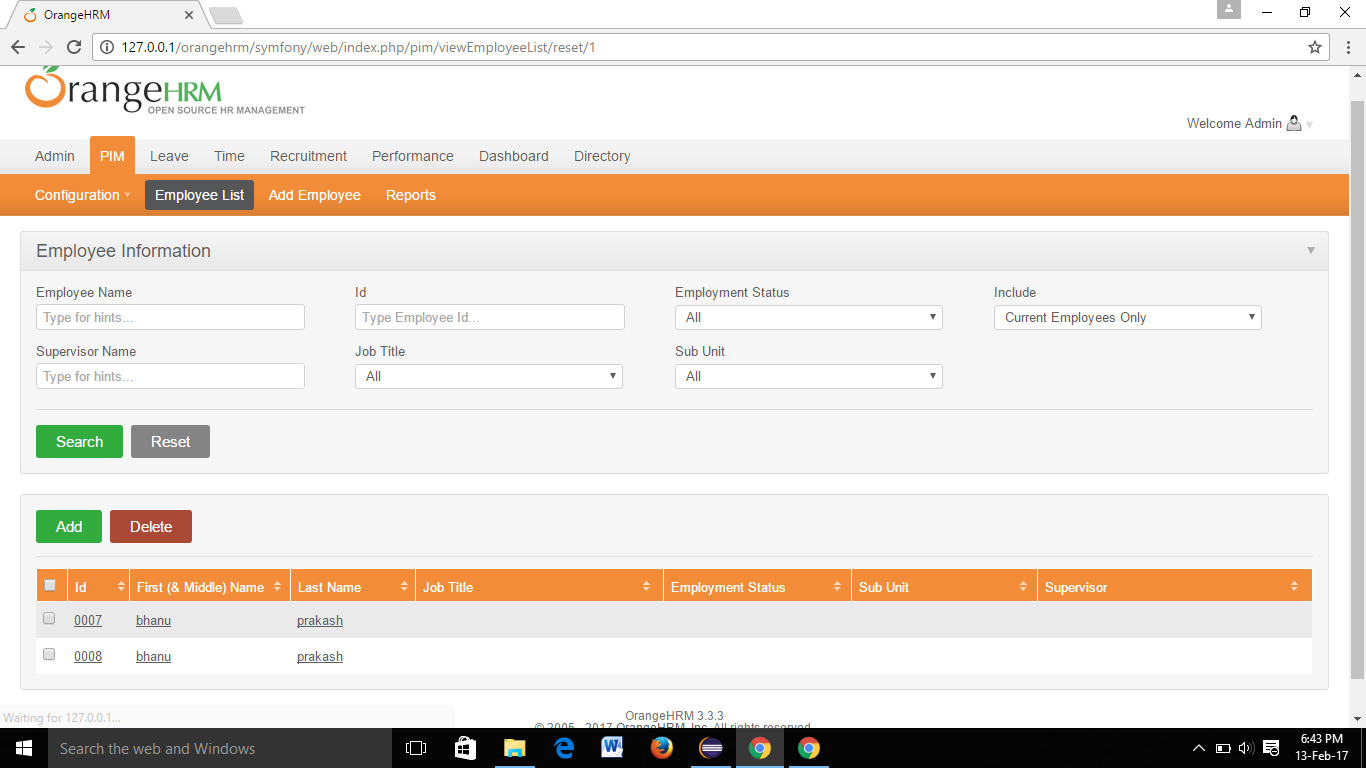 OrangeHRM
127.0.0.1/orangehrm/symfony/web/index.php/pim/viewEmployeeList/reset/1
OrangeHRM
OPEN SOURCE HR MANAGEMENT
Welcome Admin
Admin PIM Leave Time Recruitment Performance Dashboard Directory
Configuration Employee List Add Employee Reports
Employee Information
Employee Name Id Employment Status Include
Type for hints... Type Employee Id... All Current Employees Only
Supervisor Name Job Title Sub Unit
Type for hints... All All
Search Reset
Add Delete
Id First (& Middle) Name Last Name Job Title Employment Status Sub Unit Supervisor
0007 bhanu prakash
0008 bhanu prakash
Waiting for 127.0.0.1...
OrangeHRM 3.3.3
© 2005 - 2017 OrangeHRM, Inc. All rights reserved
Search the web and Windows
6:43 PM
13-Feb-17